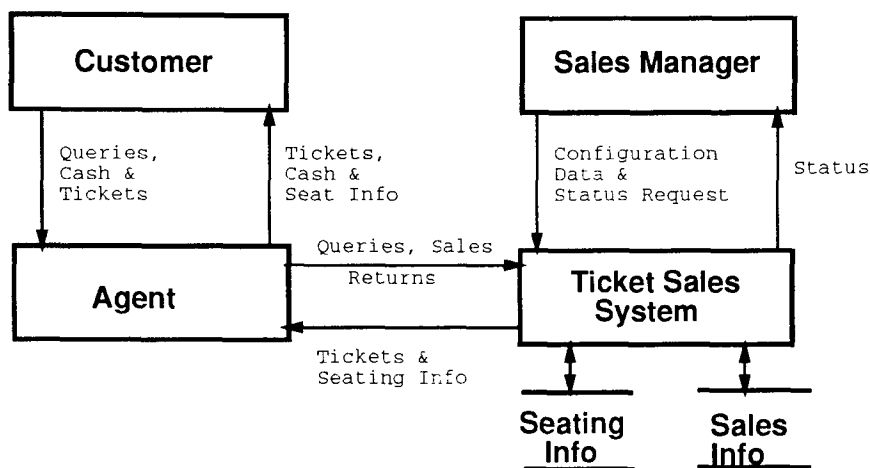 Customer
Sales Manager
Queries,
Cash &
Tickets
Tickets,
Cash &
Seat Info
Configuration
Data &
Status Request
Status
Queries, Sales
Returns
Agent
Ticket Sales
System
Tickets &
Seating Info
Seating
Info
Sales
Info